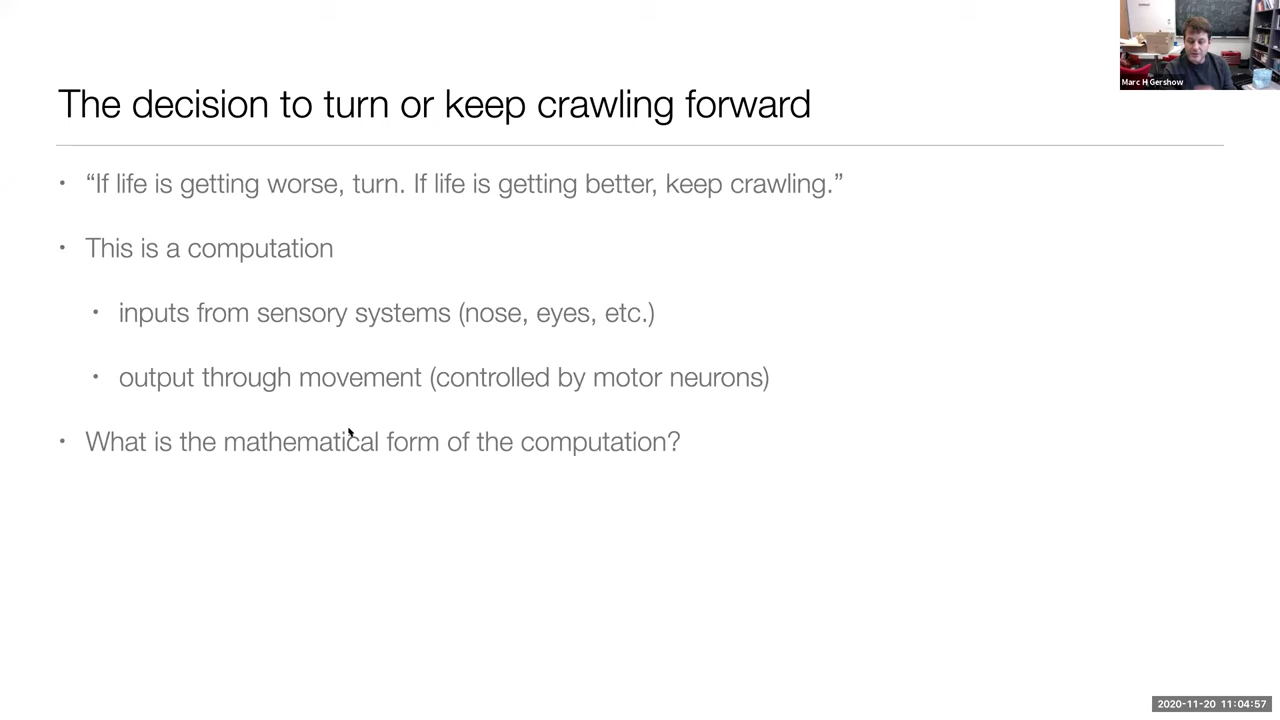 Marc H Gershow
The decision to turn or keep crawling forward
• “If life is getting worse, turn. If life is getting better, keep crawling.”
• This is a computation
• inputs from sensory systems (nose, eyes, etc.)
• output through movement (controlled by motor neurons)
• What is the mathematical form of the computation?
2020-11-20 11:04:57